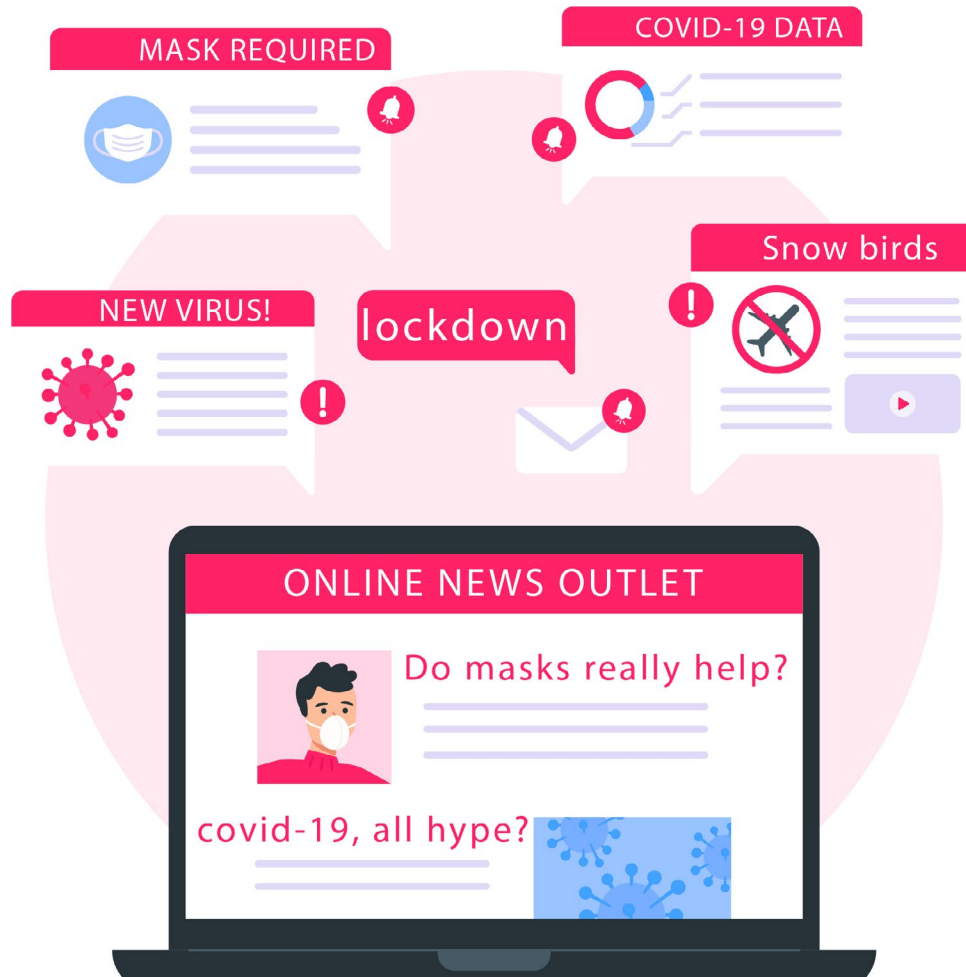 MASK REQUIRED
COVID-19 DATA
Snow birds
NEW VIRUS!
lockdown
ONLINE NEWS OUTLET
Do masks really help?
covid-19, all hype?